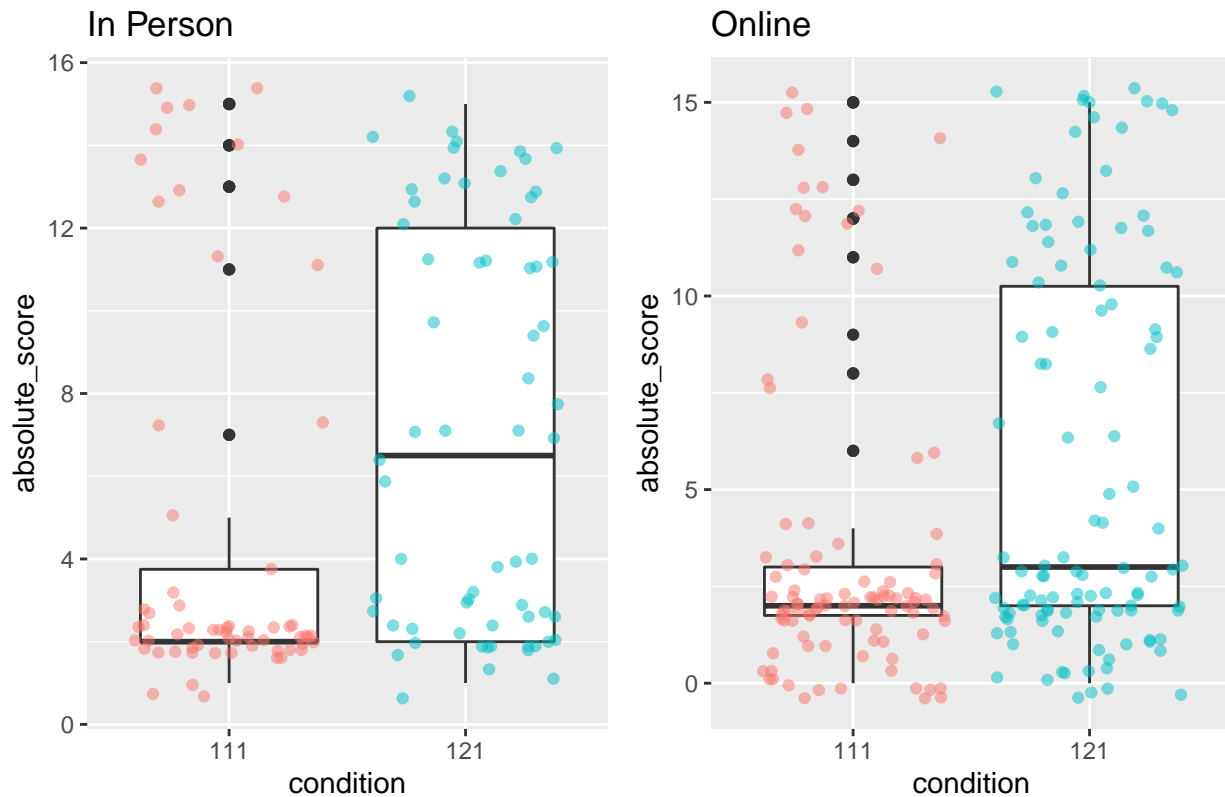 In Person
16
12
8
4
0
absolute_score
111
121
condition
Online
15
10
5
0
absolute_score
111
121
condition